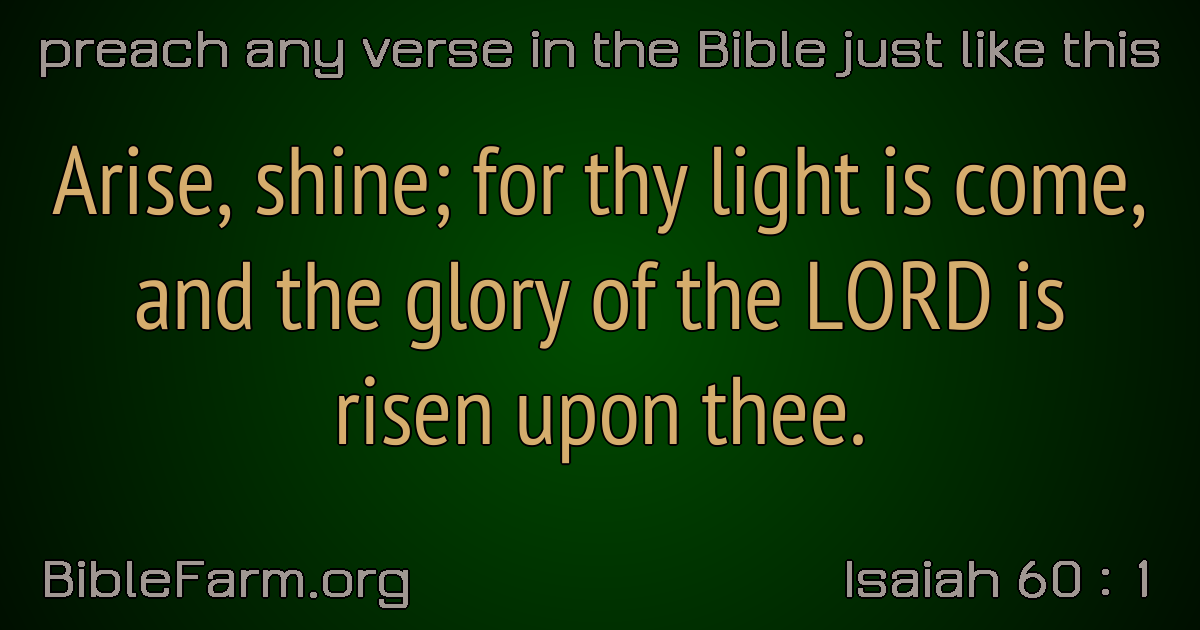 preach any verse in the Bible just like this
Arise, shine; for thy light is come,
and the glory of the LORD is
risen upon thee.
BibleFarm.org
Isaiah 60 : 1